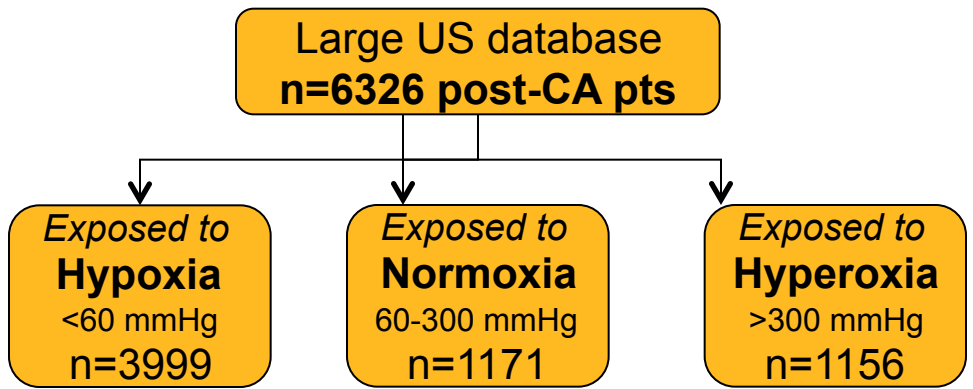 Large US database
n=6326 post-CA pts
Exposed to
Hypoxia
<60 mmHg
n=3999
Exposed to
Normoxia
60-300 mmHg
n=1171
Exposed to
Hyperoxia
>300 mmHg
n=1156